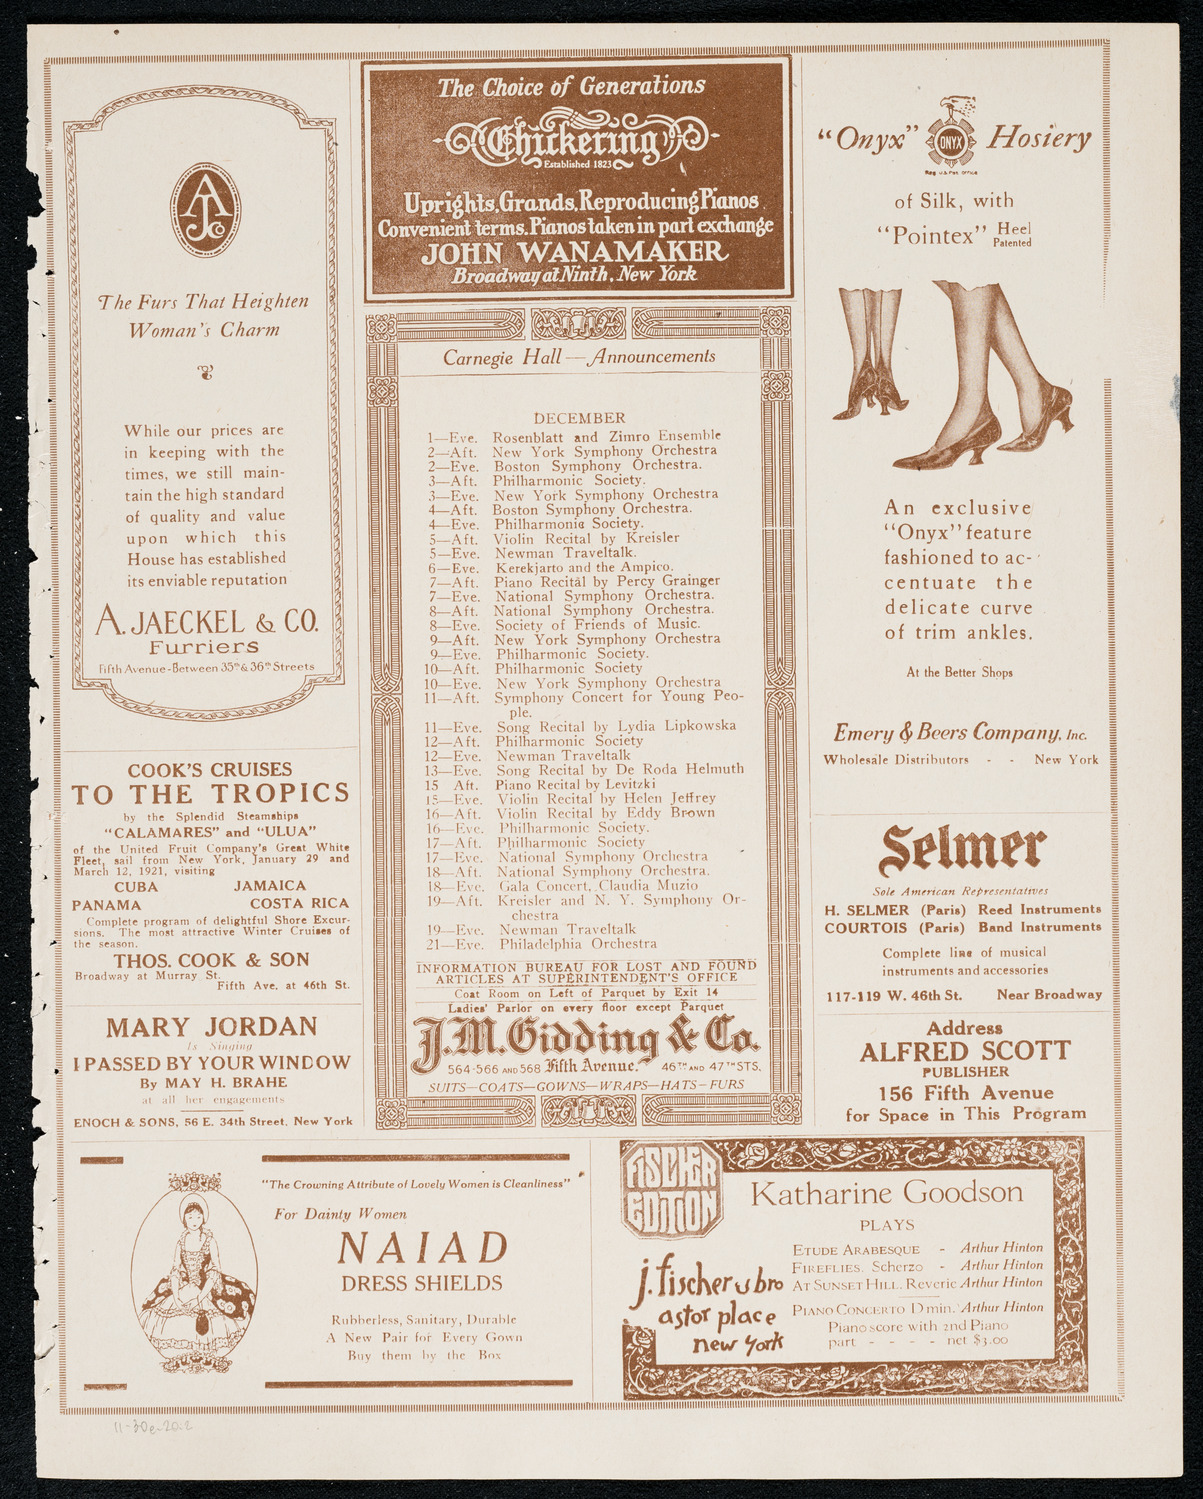 AJCo
The Furs That Heighten
Woman's Charm
While our prices are
in keeping with the
times, we still main-
tain the high standard
of quality and value
upon which this
House has established
its enviable reputation
A. JAECKEL & CO.
Furriers
Fifth Avenue-Between 35th & 36th Streets
COOK'S CRUISES
TO THE TROPICS
by the Splendid Steamships
"CALAMARES" and "ULUA"
of the United Fruit Company's Great White
Fleet, sail from New York, January 29 and
March 12, 1921, visiting
CUBA JAMAICA
PANAMA COSTA RICA
Complete program of delightful Shore Excur-
sions. The most attractive Winter Cruises of
the season.
THOS. COOK & SON
Broadway at Murray St.
Fifth Ave. at 46th St.
MARY JORDAN
Is Singing
I PASSED BY YOUR WINDOW
By MAY H. BRAHE
at all her engagements
ENOCH & SONS, 56 E. 34th Street. New York
The Choice of Generations
Chickering
Established 1823
Uprights, Grands, Reproducing Pianos
Convenient terms. Pianos taken in part exchange
JOHN WANAMAKER
Broadway at Ninth, New York
Carnegie Hall — Announcements
DECEMBER
1—Eve. Rosenblatt and Zimro Ensemble
2—Aft. New York Symphony Orchestra
2—Eve. Boston Symphony Orchestra.
3—Aft. Philharmonic Society.
3—Eve. New York Symphony Orchestra
4—Aft. Boston Symphony Orchestra.
4—Eve. Philharmonic Society.
5—Aft. Violin Recital by Kreisler
5—Eve. Newman Traveltalk.
6—Eve. Kerekjarto and the Ampico.
7—Aft. Piano Recital by Percy Grainger
7—Eve. National Symphony Orchestra.
8—Aft. National Symphony Orchestra.
8—Eve. Society of Friends of Music.
9—Aft. New York Symphony Orchestra
9—Eve. Philharmonic Society.
10—Aft. Philharmonic Society
10—Eve. New York Symphony Orchestra
11—Aft. Symphony Concert for Young Peo-
ple.
11—Eve. Song Recital by Lydia Lipkowska
12—Aft. Philharmonic Society
12—Eve. Newman Traveltalk
13—Eve. Song Recital by De Roda Helmuth
15 Aft. Piano Recital by Levitzki
15—Eve. Violin Recital by Helen Jeffrey
16—Aft. Violin Recital by Eddy Brown
16—Eve. Philharmonic Society.
17—Aft. Philharmonic Society
17—Eve. National Symphony Orchestra
18—Aft. National Symphony Orchestra.
18—Eve. Gala Concert, Claudia Muzio
19—Aft. Kreisler and N. Y. Symphony Or-
chestra
19—Eve. Newman Traveltalk
21—Eve. Philadelphia Orchestra
INFORMATION BUREAU FOR LOST AND FOUND
ARTICLES AT SUPERINTENDENT'S OFFICE
Coat Room on Left of Parquet by Exit 14
Ladies' Parlor on every floor except Parquet
J.M. Gidding & Co.
564-566 AND 568 Fifth Avenue. 46TH AND 47TH STS.
SUITS—COATS—GOWNS—WRAPS—HATS—FURS
"Onyx" ONYX Hosiery
Reg U.S. Pat. Office
of Silk, with
"Pointex" Heel
Patented
An exclusive
"Onyx" feature
fashioned to ac-
centuate the
delicate curve
of trim ankles.
At the Better Shops
Emery & Beers Company, Inc.
Wholesale Distributors - - New York
Selmer
Sole American Representatives
H. SELMER (Paris) Reed Instruments
COURTOIS (Paris) Band Instruments
Complete line of musical
instruments and accessories
117-119 W. 46th St. Near Broadway
Address
ALFRED SCOTT
PUBLISHER
156 Fifth Avenue
for Space in This Program
"The Crowning Attribute of Lovely Women is Cleanliness"
For Dainty Women
NAIAD
DRESS SHIELDS
Rubberless, Sanitary, Durable
A New Pair for Every Gown
Buy them by the Box
FISCHER
EDITION
j. fischer & bro
astor place
new york
Katharine Goodson
PLAYS
ETUDE ARABESQUE - Arthur Hinton
FIREFLIES. Scherzo - Arthur Hinton
AT SUNSET HILL. Reverie Arthur Hinton
PIANO CONCERTO D min. Arthur Hinton
Piano score with 2nd Piano
part - - - - net $3.00
11-30e-20:2